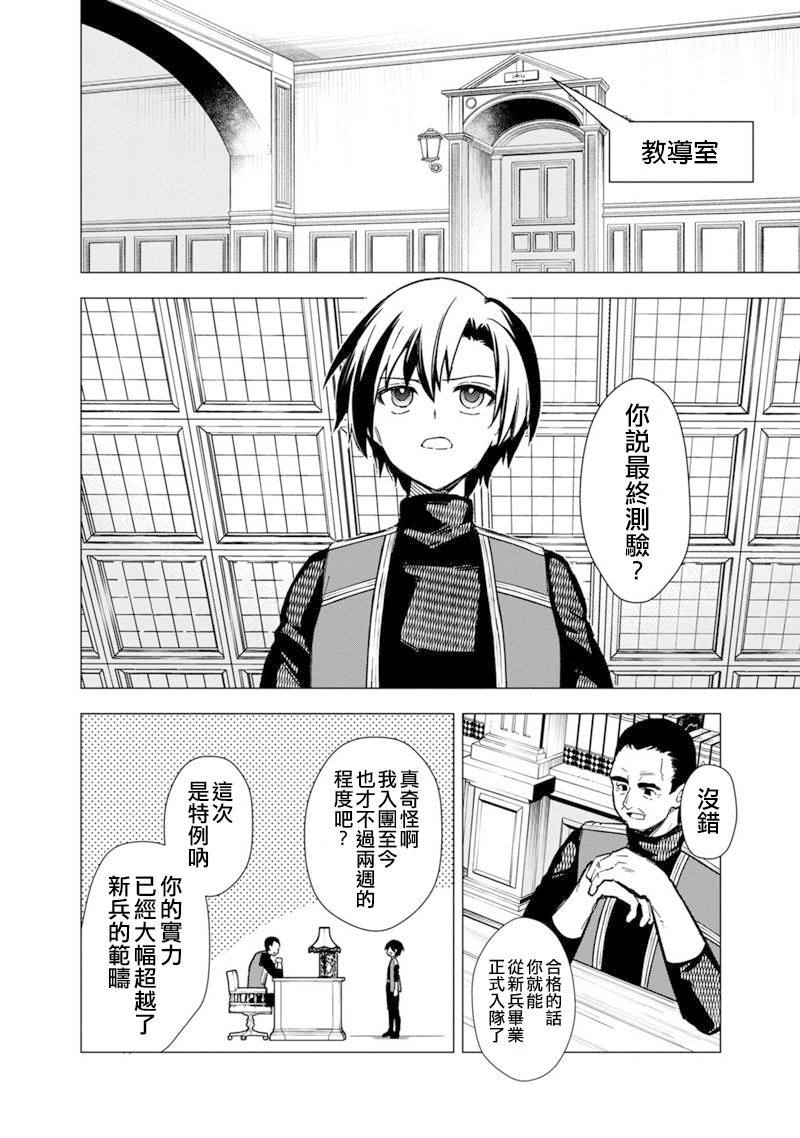 教導室
你說最終測驗？
沒錯
合格的話
你就能
從新兵畢業
正式入隊了
真奇怪啊
我入團至今
也才不過兩週的
程度吧？
這次
是特例吶
你的實力
已經大幅超越了
新兵的範疇